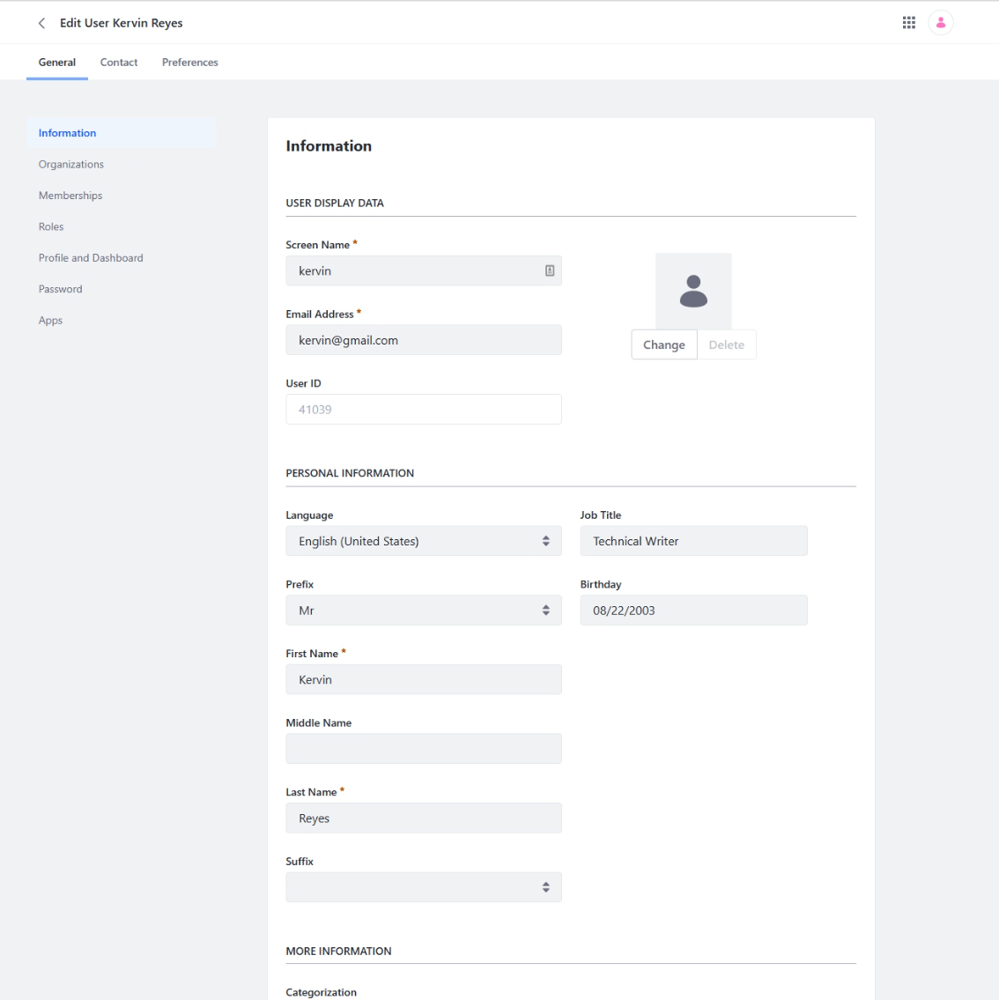 Edit User Kervin Reyes
General Contact Preferences
Information
Organizations
Memberships
Roles
Profile and Dashboard
Password
Apps
Information
USER DISPLAY DATA
Screen Name *
kervin
Email Address *
kervin@gmail.com
Change Delete
User ID
41039
PERSONAL INFORMATION
Language Job Title
English (United States) Technical Writer
Prefix Birthday
Mr 08/22/2003
First Name *
Kervin
Middle Name
Last Name *
Reyes
Suffix
MORE INFORMATION
Categorization